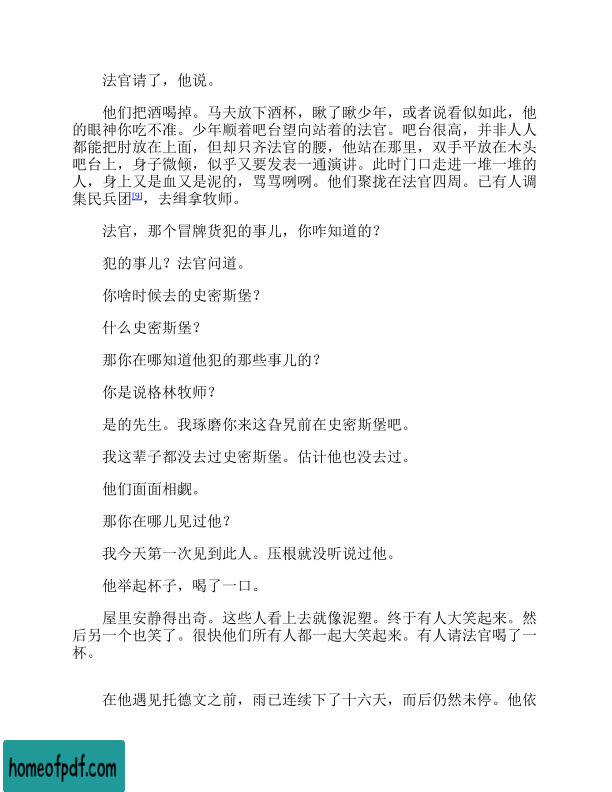 法官请了，他说。
他们把酒喝掉。马夫放下酒杯，瞅了瞅少年，或者说看似如此，他
的眼神你吃不准。少年顺着吧台望向站着的法官。吧台很高，并非人人
都能把肘放在上面，但却只齐法官的腰，他站在那里，双手平放在木头
吧台上，身子微倾，似乎又要发表一通演讲。此时门口走进一堆一堆的
人，身上又是血又是泥的，骂骂咧咧。他们聚拢在法官四周。已有人调
集民兵团[9]，去缉拿牧师。
法官，那个冒牌货犯的事儿，你咋知道的？
犯的事儿？法官问道。
你啥时候去的史密斯堡？
什么史密斯堡？
那你在哪知道他犯的那些事儿的？
你是说格林牧师？
是的先生。我琢磨你来这旮旯前在史密斯堡吧。
我这辈子都没去过史密斯堡。估计他也没去过。
他们面面相觑。
那你在哪儿见过他？
我今天第一次见到此人。压根就没听说过他。
他举起杯子，喝了一口。
屋里安静得出奇。这些人看上去就像泥塑。终于有人大笑起来。然
后另一个也笑了。很快他们所有人都一起大笑起来。有人请法官喝了一
杯。
在他遇见托德文之前，雨已连续下了十六天，而后仍然未停。他依
homeofpdf.com